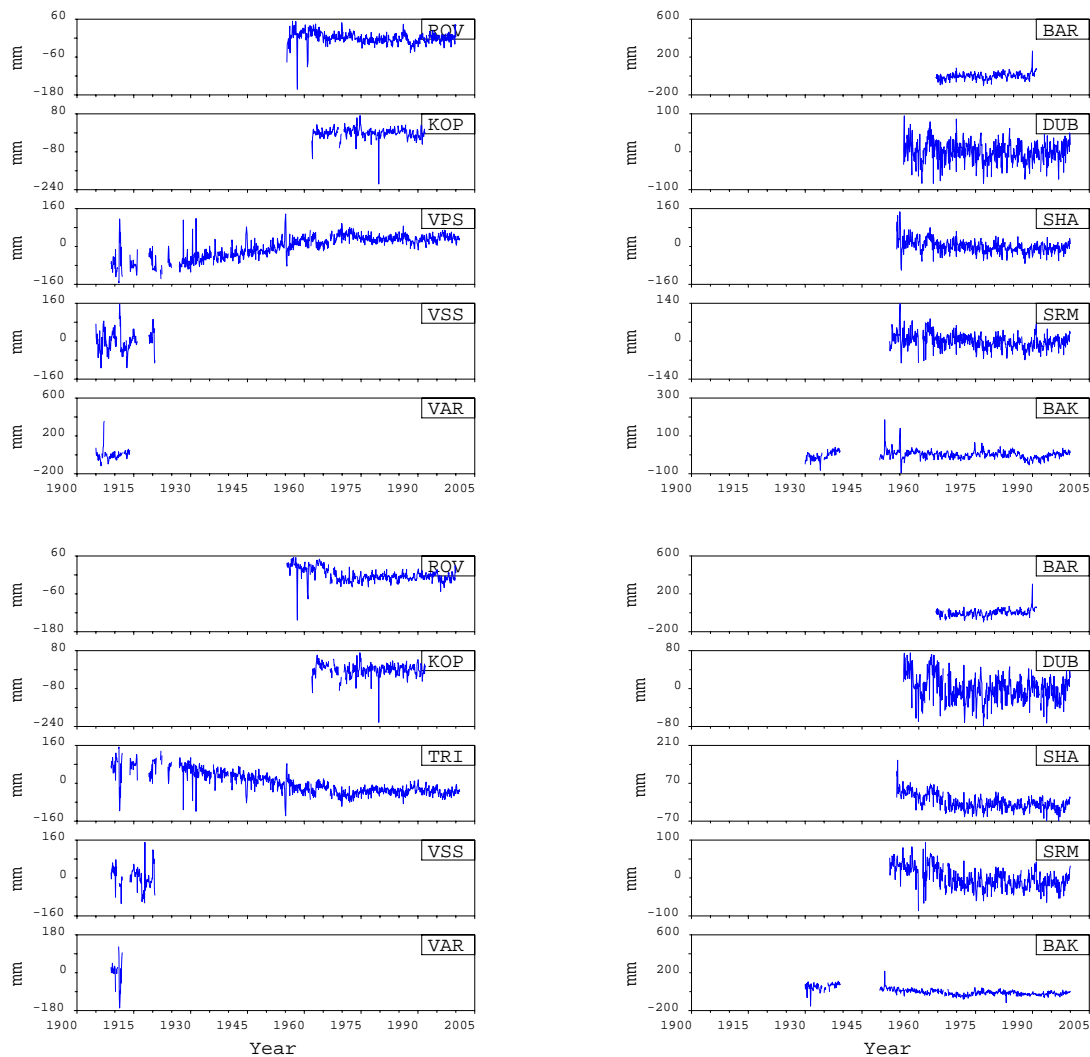 60
mm
-60
-180
ROV
80
mm
-80
-240
KOP
160
mm
0
-160
VPS
160
mm
0
-160
VSS
600
mm
200
-200
VAR
1900 1915 1930 1945 1960 1975 1990 2005
600
mm
200
-200
BAR
100
mm
0
-100
DUB
160
mm
0
-160
SHA
140
mm
0
-140
SRM
300
mm
100
-100
BAK
1900 1915 1930 1945 1960 1975 1990 2005
60
mm
-60
-180
ROV
80
mm
-80
-240
KOP
160
mm
0
-160
TRI
160
mm
0
-160
VSS
180
mm
0
-180
VAR
1900 1915 1930 1945 1960 1975 1990 2005
Year
600
mm
200
-200
BAR
80
mm
0
-80
DUB
210
mm
70
-70
SHA
100
mm
0
-100
SRM
600
mm
200
-200
BAK
1900 1915 1930 1945 1960 1975 1990 2005
Year